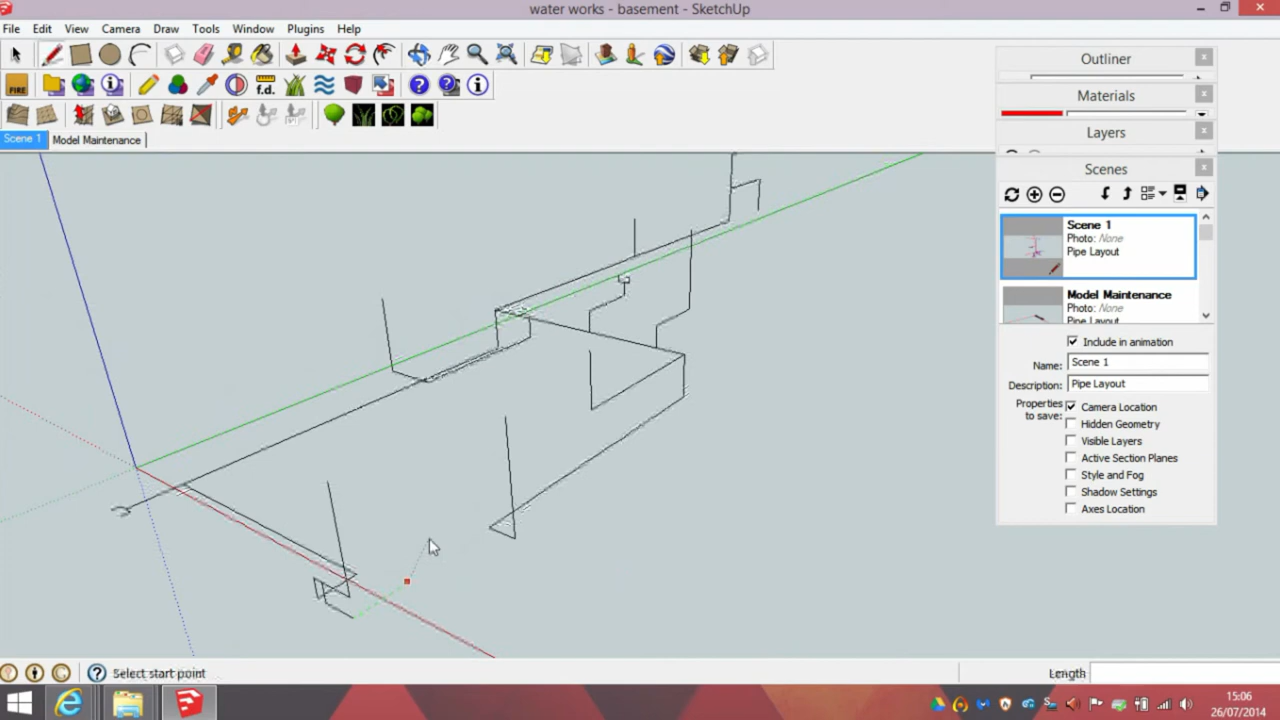 water works - basement - SketchUp
File Edit View Camera Draw Tools Window Plugins Help
FIRE f.d.
Scene 1 Model Maintenance
Outliner
Materials
Layers
Scenes
Scene 1
Photo: None
Pipe Layout
Model Maintenance
Photo: None
Pipe Layout
Include in animation
Name: Scene 1
Description: Pipe Layout
Properties to save:
Camera Location
Hidden Geometry
Visible Layers
Active Section Planes
Style and Fog
Shadow Settings
Axes Location
Select start point
Length
15:06
26/07/2014